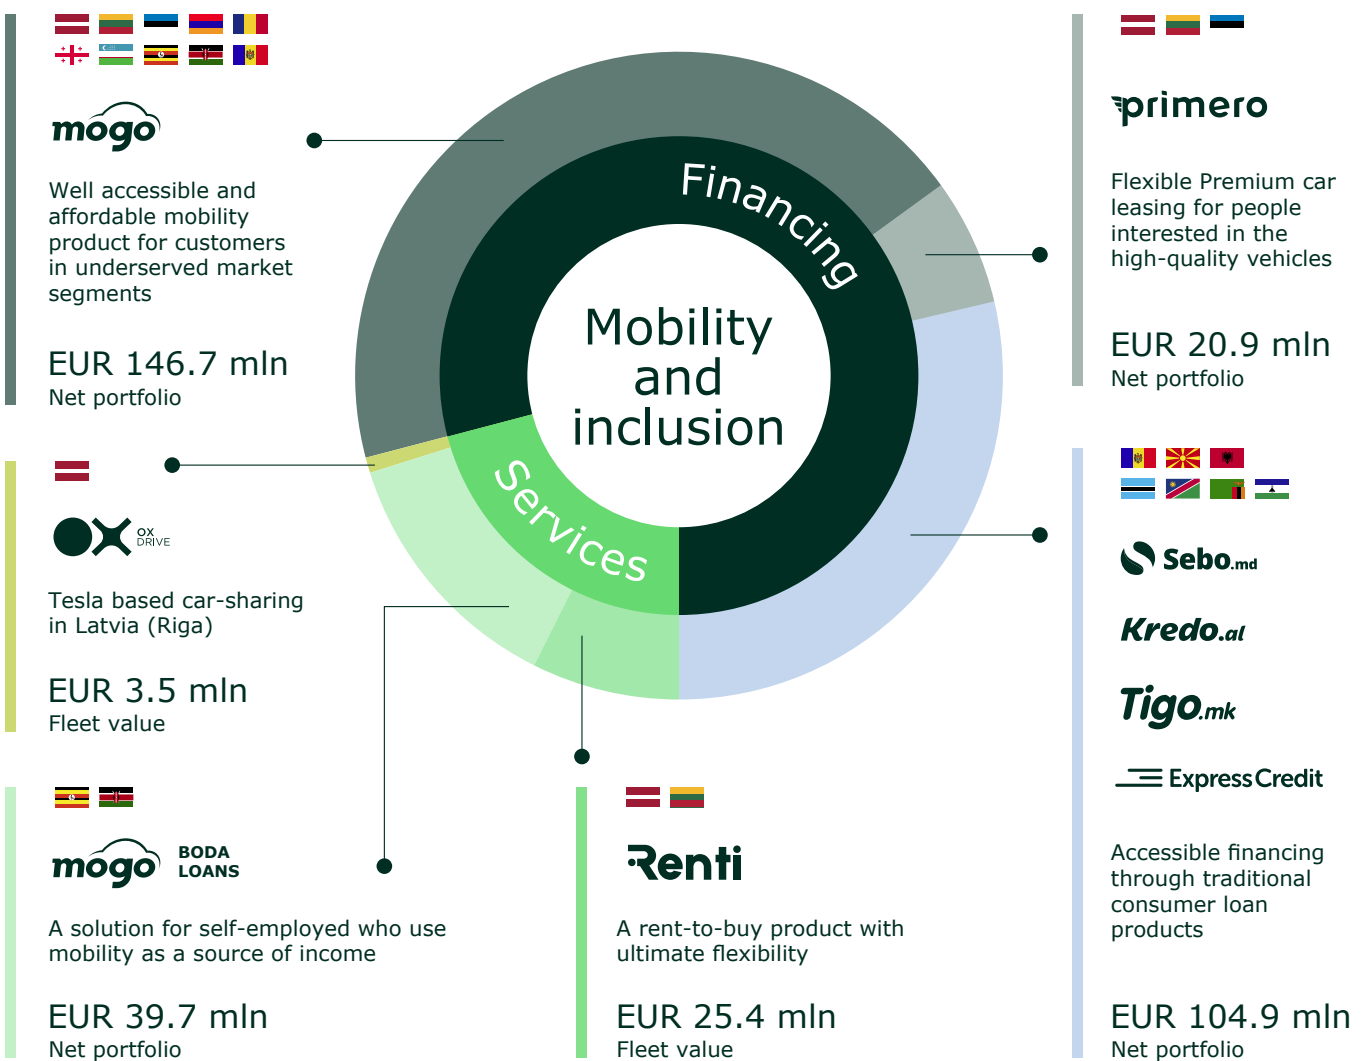 mogo
Well accessible and
affordable mobility
product for customers
in underserved market
segments
EUR 146.7 mln
Net portfolio
OX
DRIVE
Tesla based car-sharing
in Latvia (Riga)
EUR 3.5 mln
Fleet value
mogo BODA
LOANS
A solution for self-employed who use
mobility as a source of income
EUR 39.7 mln
Net portfolio
Financing
Mobility
and
inclusion
Services
Renti
A rent-to-buy product with
ultimate flexibility
EUR 25.4 mln
Fleet value
primero
Flexible Premium car
leasing for people
interested in the
high-quality vehicles
EUR 20.9 mln
Net portfolio
Sebo.md
Kredo.al
Tigo.mk
ExpressCredit
Accessible financing
through traditional
consumer loan
products
EUR 104.9 mln
Net portfolio